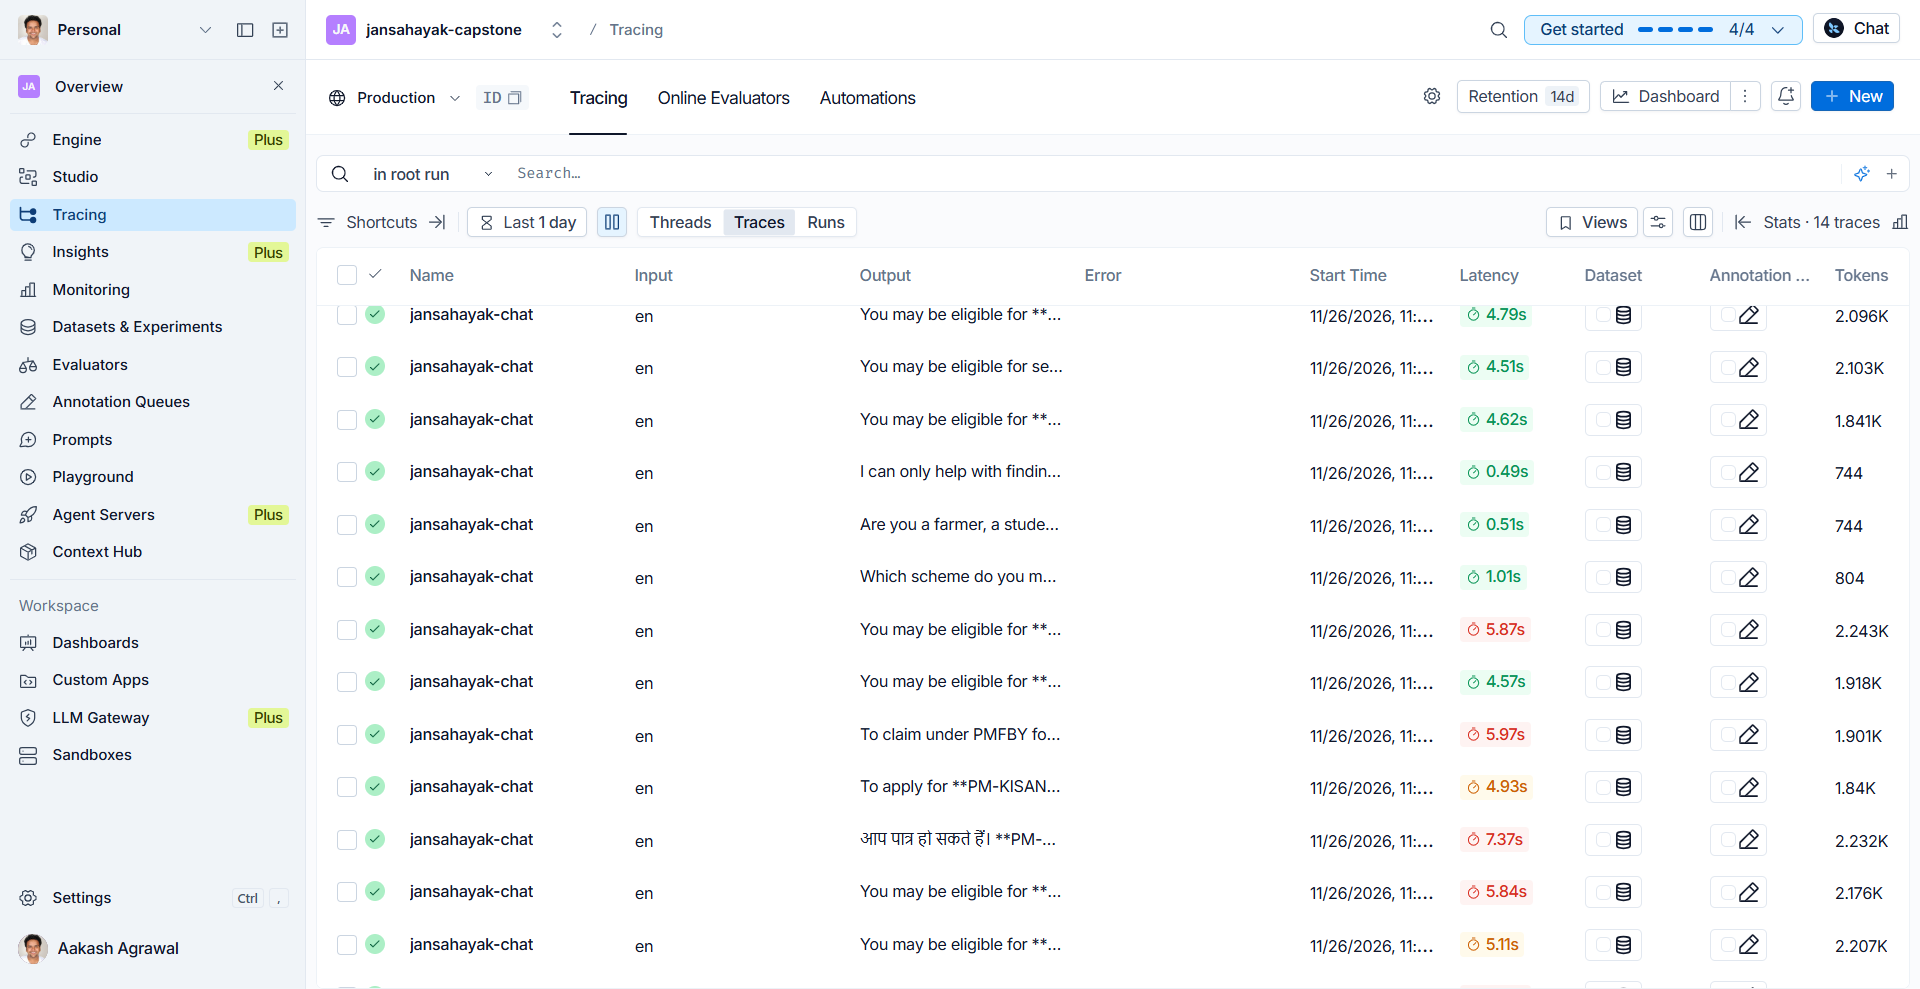 Personal
JA jansahayak-capstone / Tracing
Get started 4/4
Chat
JA Overview
Engine Plus
Studio
Tracing
Insights Plus
Monitoring
Datasets & Experiments
Evaluators
Annotation Queues
Prompts
Playground
Agent Servers Plus
Context Hub
Workspace
Dashboards
Custom Apps
LLM Gateway Plus
Sandboxes
Settings Ctrl ,
Aakash Agrawal
Production ID Tracing Online Evaluators Automations
Retention 14d Dashboard New
in root run Search...
Shortcuts Last 1 day Threads Traces Runs Views Stats · 14 traces
Name Input Output Error Start Time Latency Dataset Annotation ... Tokens
jansahayak-chat en You may be eligible for **... 11/26/2026, 11:... 4.79s 2.096K
jansahayak-chat en You may be eligible for se... 11/26/2026, 11:... 4.51s 2.103K
jansahayak-chat en You may be eligible for **... 11/26/2026, 11:... 4.62s 1.841K
jansahayak-chat en I can only help with findin... 11/26/2026, 11:... 0.49s 744
jansahayak-chat en Are you a farmer, a stude... 11/26/2026, 11:... 0.51s 744
jansahayak-chat en Which scheme do you m... 11/26/2026, 11:... 1.01s 804
jansahayak-chat en You may be eligible for **... 11/26/2026, 11:... 5.87s 2.243K
jansahayak-chat en You may be eligible for **... 11/26/2026, 11:... 4.57s 1.918K
jansahayak-chat en To claim under PMFBY fo... 11/26/2026, 11:... 5.97s 1.901K
jansahayak-chat en To apply for **PM-KISAN... 11/26/2026, 11:... 4.93s 1.84K
jansahayak-chat en आप पात्र हो सकते हैं। **PM-... 11/26/2026, 11:... 7.37s 2.232K
jansahayak-chat en You may be eligible for **... 11/26/2026, 11:... 5.84s 2.176K
jansahayak-chat en You may be eligible for **... 11/26/2026, 11:... 5.11s 2.207K